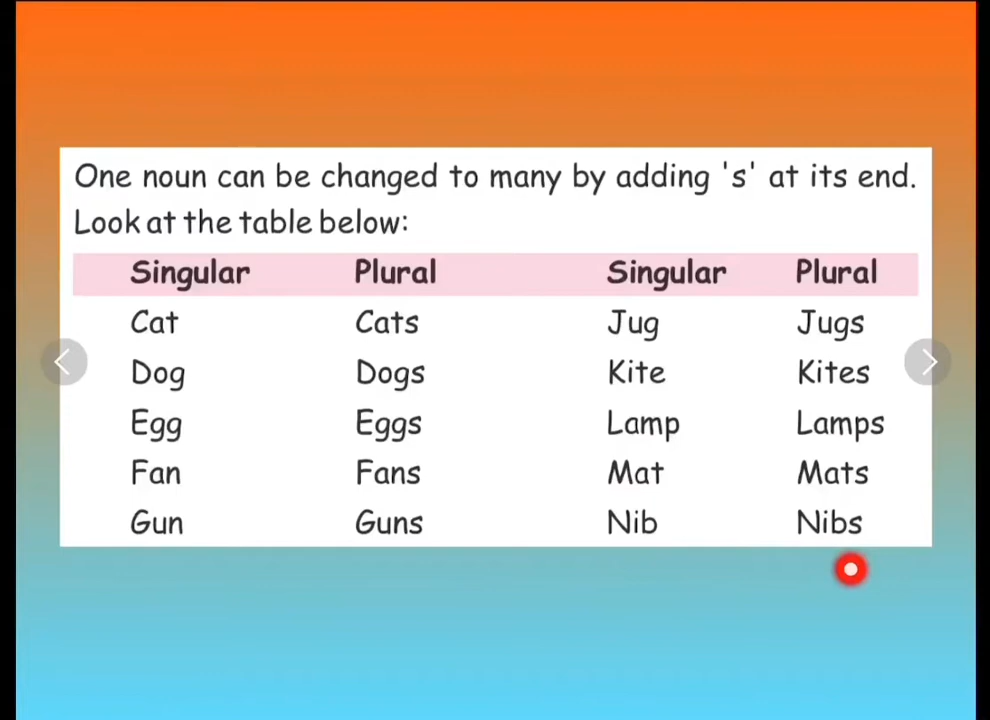 One noun can be changed to many by adding 's' at its end.
Look at the table below:
Singular Plural Singular Plural
Cat Cats Jug Jugs
Dog Dogs Kite Kites
Egg Eggs Lamp Lamps
Fan Fans Mat Mats
Gun Guns Nib Nibs